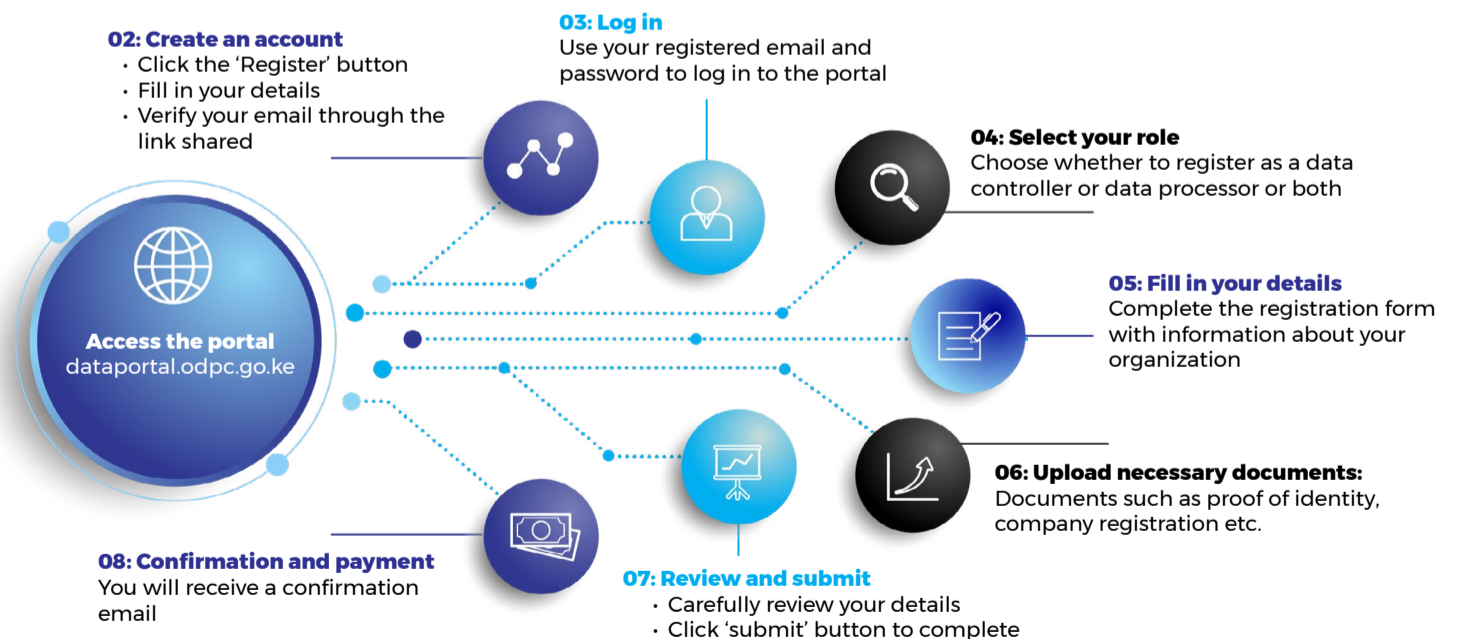 Access the portal
dataportal.odpc.go.ke
02: Create an account
• Click the ‘Register’ button
• Fill in your details
• Verify your email through the
link shared
03: Log in
Use your registered email and
password to log in to the portal
04: Select your role
Choose whether to register as a data
controller or data processor or both
05: Fill in your details
Complete the registration form
with information about your
organization
06: Upload necessary documents:
Documents such as proof of identity,
company registration etc.
07: Review and submit
• Carefully review your details
• Click ‘submit’ button to complete
08: Confirmation and payment
You will receive a confirmation
email